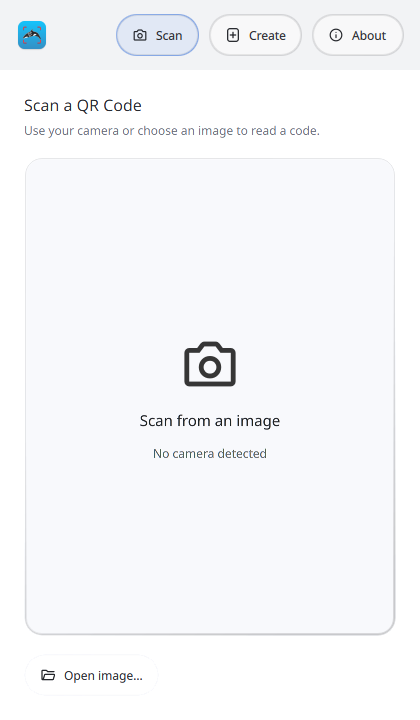 Scan
Create
About
Scan a QR Code
Use your camera or choose an image to read a code.
Scan from an image
No camera detected
Open image...